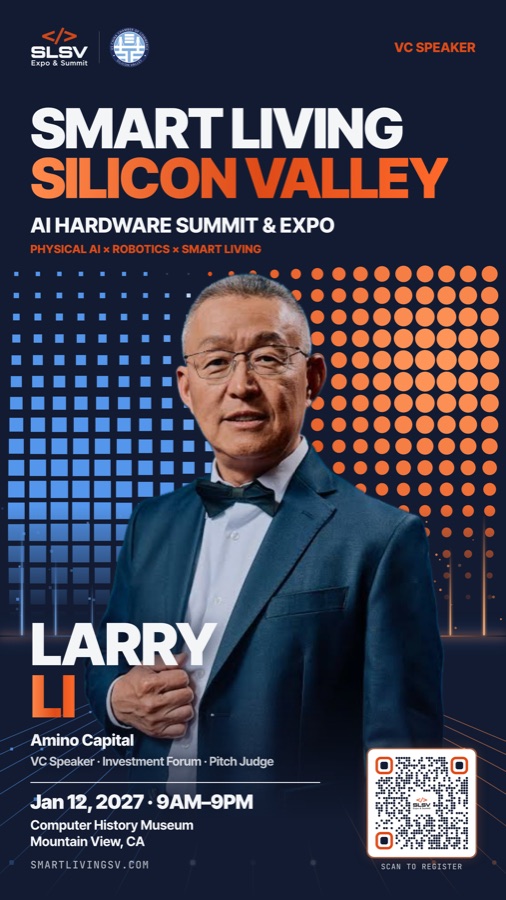 </>
SLSV
Expo & Summit
VC SPEAKER
SMART LIVING
SILICON VALLEY
AI HARDWARE SUMMIT & EXPO
PHYSICAL AI × ROBOTICS × SMART LIVING
LARRY
LI
Amino Capital
VC Speaker · Investment Forum · Pitch Judge
Jan 12, 2027 · 9AM–9PM
Computer History Museum
Mountain View, CA
SMARTLIVINGSV.COM
</>
SLSV
SCAN TO REGISTER